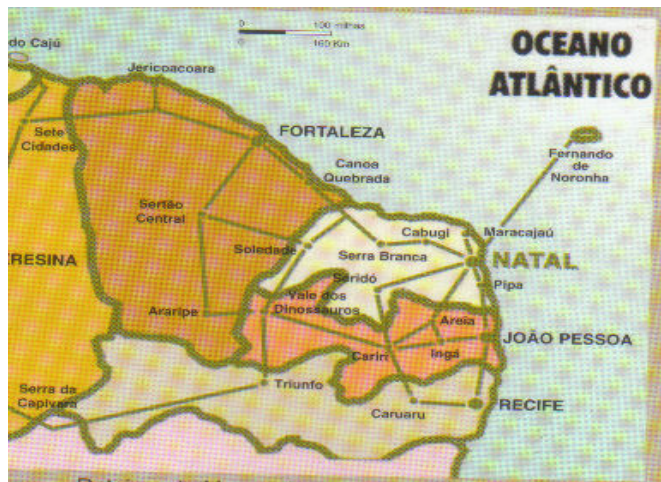 0 100 milhas
0 160 Km
OCEANO
ATLÂNTICO
do Cajú
Jericoacoara
Sete
Cidades
FORTALEZA
Fernando
de
Noronha
Canoa
Quebrada
Sertão
Central
Soledade
Cabugi
Maracajaú
Serra Branca
NATAL
ERESINA
Seridó
Pipa
Vale dos
Dinossauros
Araripe
Areia
JOÃO PESSOA
Cariri
Ingá
Serra da
Capivara
Triunfo
Caruaru
RECIFE